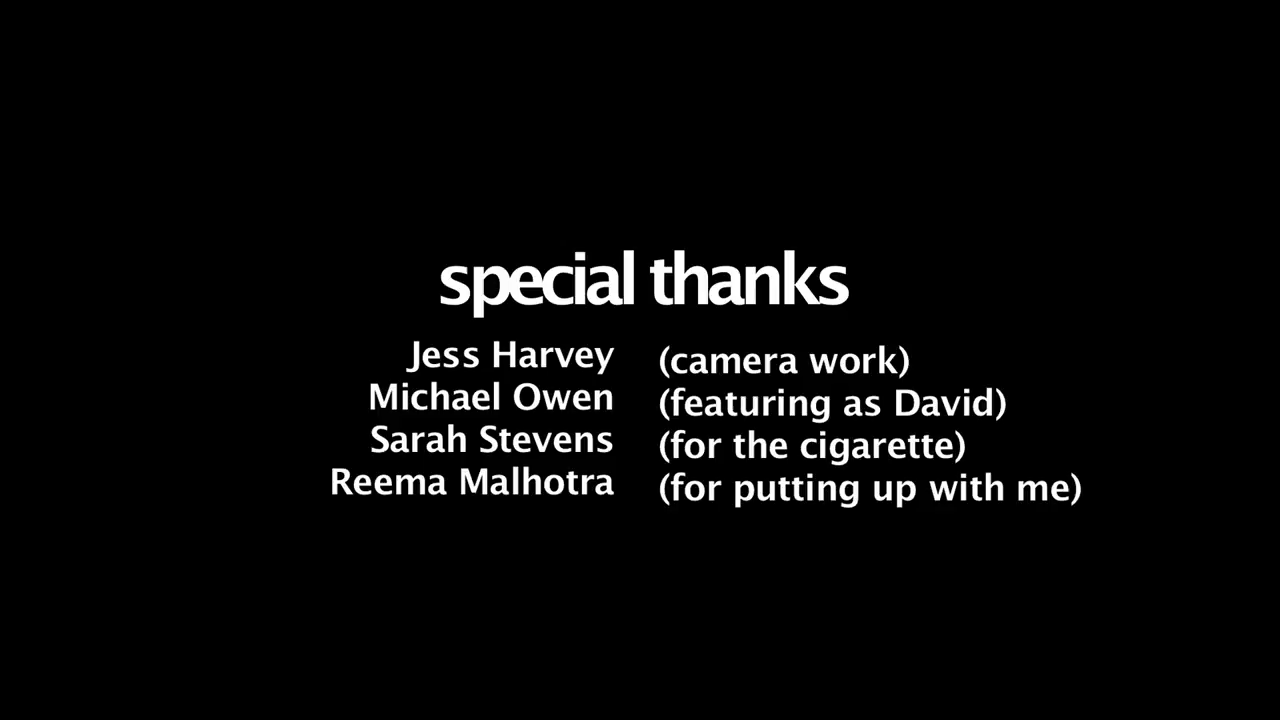 special thanks
Jess Harvey (camera work)
Michael Owen (featuring as David)
Sarah Stevens (for the cigarette)
Reema Malhotra (for putting up with me)